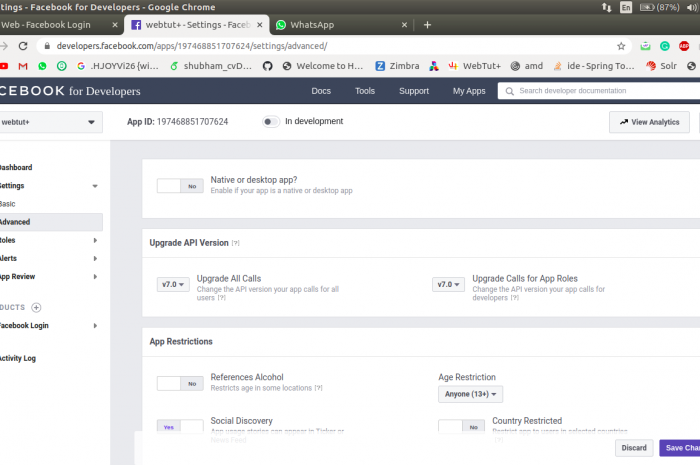 tings - Facebook for Developers - Google Chrome
En (87%)
Web - Facebook Login
webtut+ - Settings - Faceb
WhatsApp
developers.facebook.com/apps/197468851707624/settings/advanced/
ABP
.HJOYVi26 {wi...
shubham_cvD...
Welcome to H...
Zimbra
WebTut+
amd
ide - Spring To...
Solr
CEBOOK for Developers
Docs
Tools
Support
My Apps
Search developer documentation
webtut+
App ID: 197468851707624
In development
View Analytics
Dashboard
Settings
Basic
Advanced
Roles
Alerts
App Review
DUCTS
Facebook Login
Activity Log
No
Native or desktop app?
Enable if your app is a native or desktop app
Upgrade API Version [?]
v7.0
Upgrade All Calls
Change the API version your app calls for all
users [?]
v7.0
Upgrade Calls for App Roles
Change the API version your app calls for
developers [?]
App Restrictions
No
References Alcohol
Restricts age in some locations [?]
Age Restriction
Anyone (13+)
Yes
Social Discovery
App usage stories can appear in Ticker or
News Feed
No
Country Restricted
Restrict app to users in selected countries
[?]
Discard
Save Cha